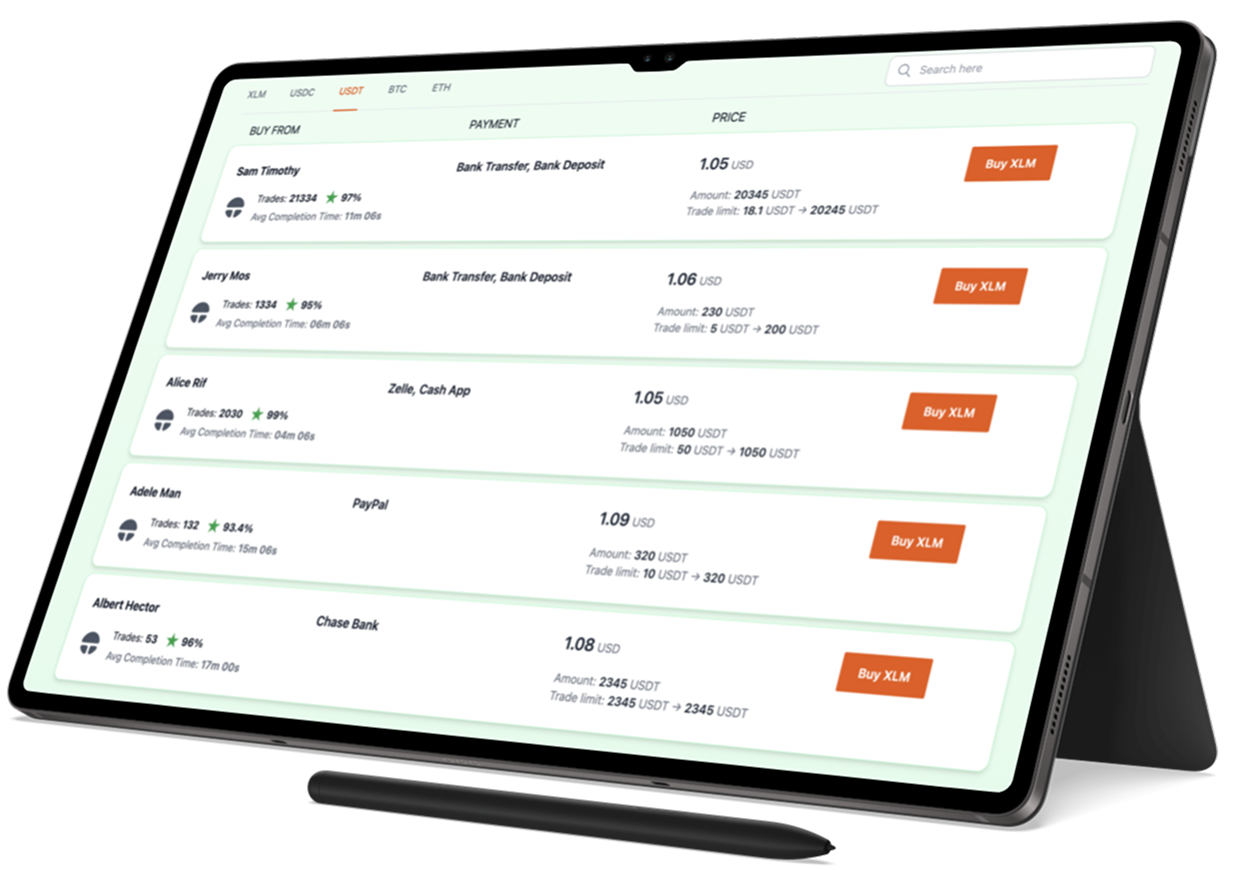 XLM USDC USDT BTC ETH
Search here
BUY FROM PAYMENT PRICE
Sam Timothy Bank Transfer, Bank Deposit 1.05 USD Buy XLM
Trades: 21334 97% Amount: 20345 USDT
Avg Completion Time: 11m 06s Trade limit: 18.1 USDT → 20245 USDT
Jerry Mos Bank Transfer, Bank Deposit 1.06 USD Buy XLM
Trades: 1334 95% Amount: 230 USDT
Avg Completion Time: 06m 06s Trade limit: 5 USDT → 200 USDT
Alice Rif Zelle, Cash App 1.05 USD Buy XLM
Trades: 2030 99% Amount: 1050 USDT
Avg Completion Time: 04m 06s Trade limit: 50 USDT → 1050 USDT
Adele Man PayPal 1.09 USD Buy XLM
Trades: 132 93.4% Amount: 320 USDT
Avg Completion Time: 15m 06s Trade limit: 10 USDT → 320 USDT
Albert Hector Chase Bank 1.08 USD Buy XLM
Trades: 53 96% Amount: 2345 USDT
Avg Completion Time: 17m 00s Trade limit: 2345 USDT → 2345 USDT